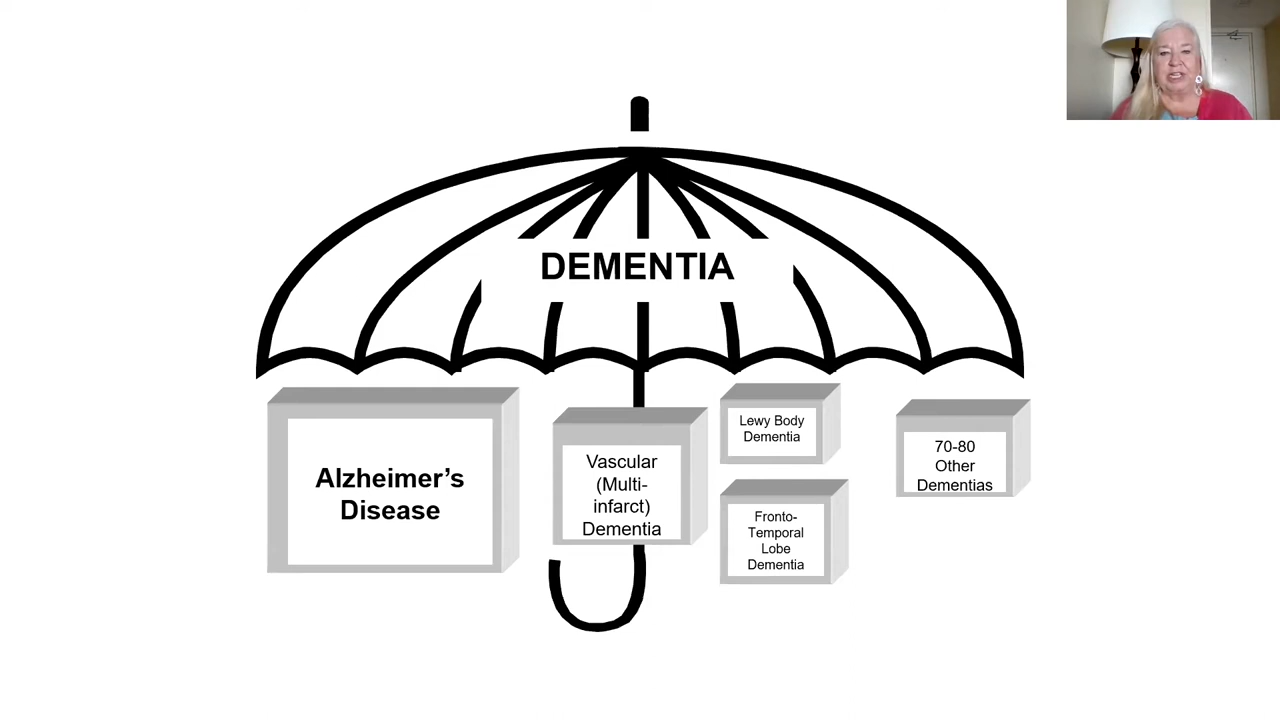 DEMENTIA
Alzheimer’s
Disease
Vascular
(Multi-
infarct)
Dementia
Lewy Body
Dementia
Fronto-
Temporal
Lobe
Dementia
70-80
Other
Dementias